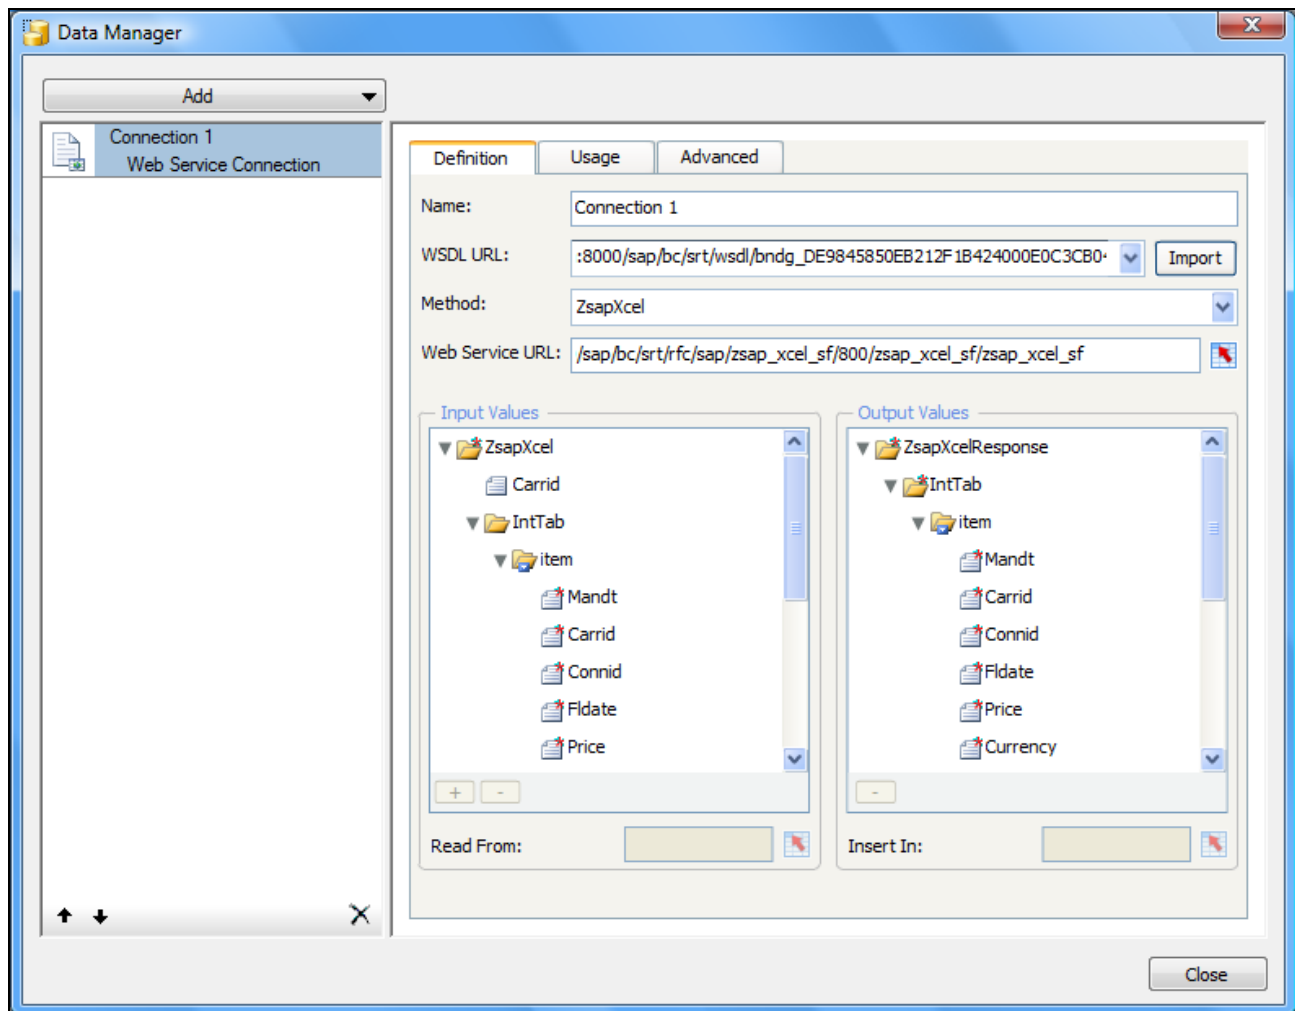 Data Manager
Add
Connection 1
Web Service Connection
Definition Usage Advanced
Name: Connection 1
WSDL URL: :8000/sap/bc/srt/wsdl/bndg_DE9845850EB212F1B424000E0C3CB04 Import
Method: ZsapXcel
Web Service URL: /sap/bc/srt/rfc/sap/zsap_xcel_sf/800/zsap_xcel_sf/zsap_xcel_sf
Input Values
ZsapXcel
Carrid
IntTab
item
Mandt
Carrid
Connid
Fldate
Price
+ -
Read From:
Output Values
ZsapXcelResponse
IntTab
item
Mandt
Carrid
Connid
Fldate
Price
Currency
-
Insert In:
Close